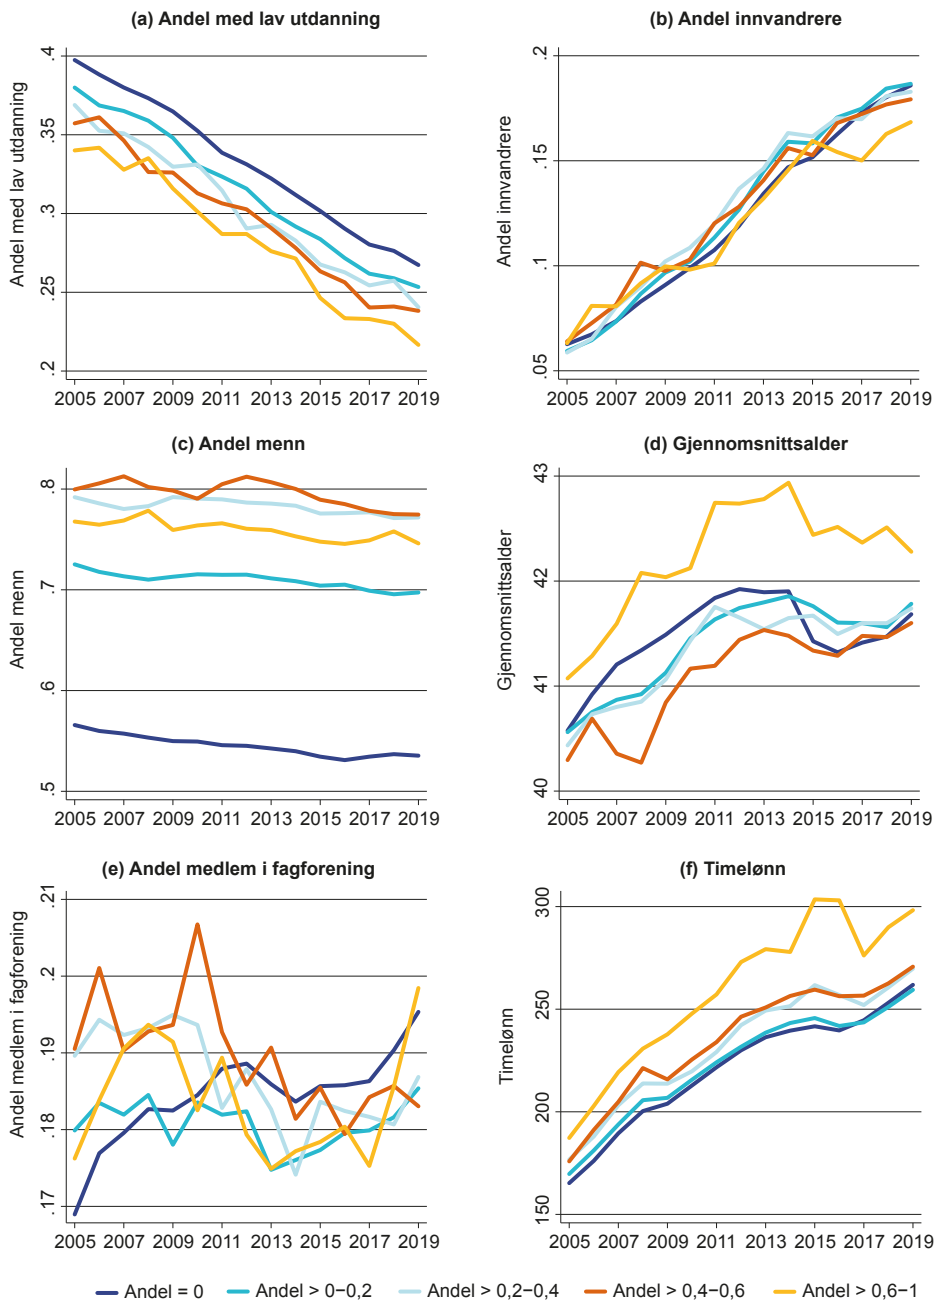 (a) Andel med lav utdanning
Andel med lav utdanning
.4
.35
.3
.25
.2
2005 2007 2009 2011 2013 2015 2017 2019
(b) Andel innvandrere
Andel innvandrere
.2
.15
.1
.05
2005 2007 2009 2011 2013 2015 2017 2019
(c) Andel menn
Andel menn
.8
.7
.6
.5
2005 2007 2009 2011 2013 2015 2017 2019
(d) Gjennomsnittsalder
Gjennomsnittsalder
43
42
41
40
2005 2007 2009 2011 2013 2015 2017 2019
(e) Andel medlem i fagforening
Andel medlem i fagforening
.21
.2
.19
.18
.17
2005 2007 2009 2011 2013 2015 2017 2019
(f) Timelønn
Timelønn
300
250
200
150
2005 2007 2009 2011 2013 2015 2017 2019
Andel = 0 Andel > 0−0,2 Andel > 0,2−0,4 Andel > 0,4−0,6 Andel > 0,6−1